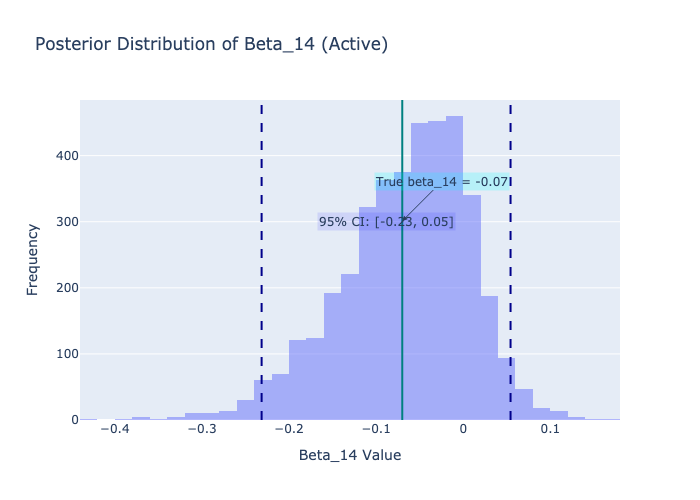 Posterior Distribution of Beta_14 (Active)
400
300
200
100
0
Frequency
True beta_14 = -0.07
95% CI: [-0.23, 0.05]
−0.4
−0.3
−0.2
−0.1
0
0.1
Beta_14 Value